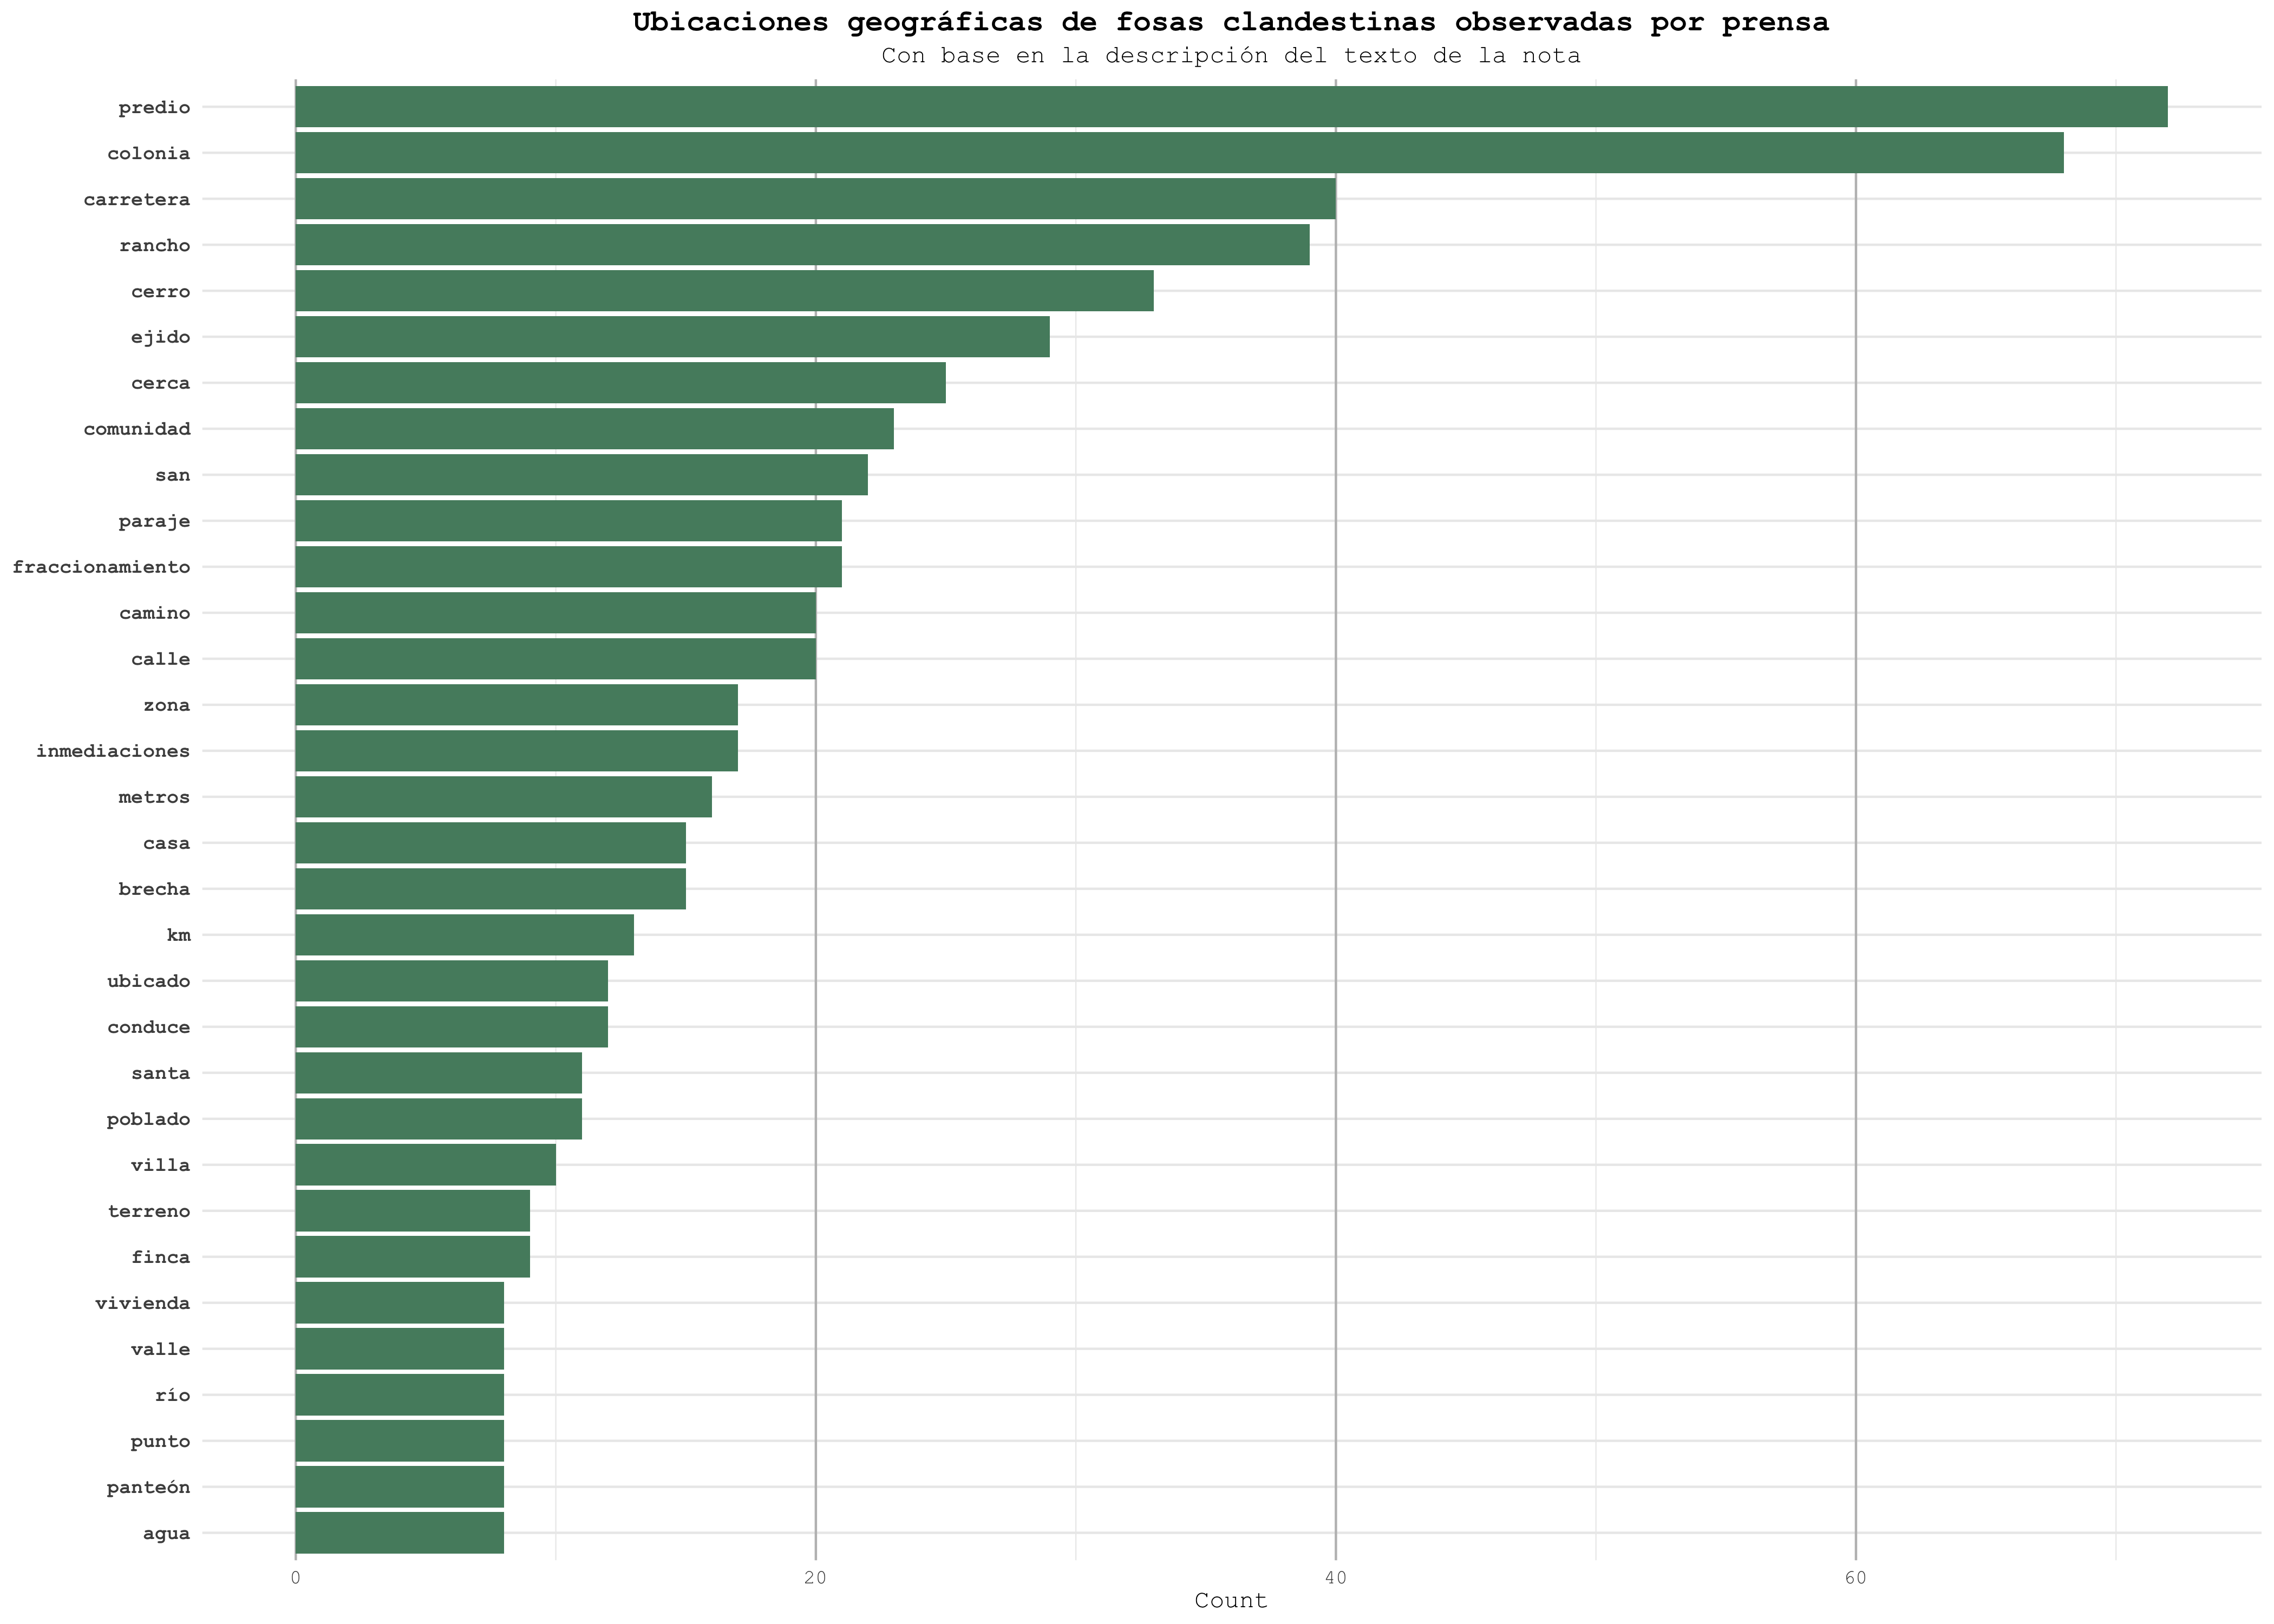 Ubicaciones geográficas de fosas clandestinas observadas por prensa
Con base en la descripción del texto de la nota
predio
colonia
carretera
rancho
cerro
ejido
cerca
comunidad
san
paraje
fraccionamiento
camino
calle
zona
inmediaciones
metros
casa
brecha
km
ubicado
conduce
santa
poblado
villa
terreno
finca
vivienda
valle
río
punto
panteón
agua
0 20 40 60
Count